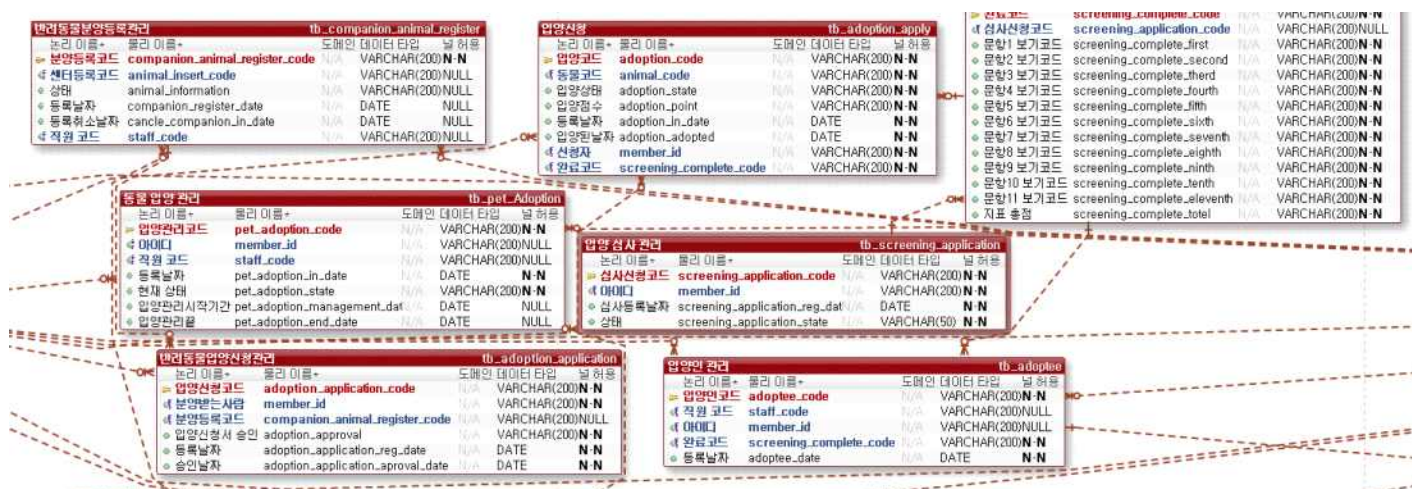 반려동물분양등록관리 tb_companion_animal_register
논리 이름+ 물리 이름+ 도메인 데이터 타입 널 허용
분양등록코드 companion_animal_register_code N/A VARCHAR(200) N-N
센터등록코드 animal_insert_code N/A VARCHAR(200) NULL
상태 animal_information N/A VARCHAR(200) NULL
등록날짜 companion_register_date N/A DATE NULL
등록취소날짜 cancle_companion_in_date N/A DATE NULL
직원 코드 staff_code N/A VARCHAR(200) NULL
입양신청 tb_adoption_apply
논리 이름+ 물리 이름+ 도메인 데이터 타입 널 허용
입양코드 adoption_code N/A VARCHAR(200) N-N
동물코드 animal_code N/A VARCHAR(200) N-N
입양상태 adoption_state N/A VARCHAR(200) N-N
입양점수 adoption_point N/A VARCHAR(200) N-N
등록날짜 adoption_in_date N/A DATE N-N
입양된날짜 adoption_adopted N/A DATE N-N
신청자 member_id N/A VARCHAR(200) N-N
완료코드 screening_complete_code N/A VARCHAR(200) N-N
완료코드 screening_complete_code N/A VARCHAR(200) N-N
심사신청코드 screening_application_code N/A VARCHAR(200) NULL
문항1 보기코드 screening_complete_first N/A VARCHAR(200) N-N
문항2 보기코드 screening_complete_second N/A VARCHAR(200) N-N
문항3 보기코드 screening_complete_therd N/A VARCHAR(200) N-N
문항4 보기코드 screening_complete_fourth N/A VARCHAR(200) N-N
문항5 보기코드 screening_complete_fifth N/A VARCHAR(200) N-N
문항6 보기코드 screening_complete_sixth N/A VARCHAR(200) N-N
문항7 보기코드 screening_complete_seventh N/A VARCHAR(200) N-N
문항8 보기코드 screening_complete_eighth N/A VARCHAR(200) N-N
문항9 보기코드 screening_complete_ninth N/A VARCHAR(200) N-N
문항10 보기코드 screening_complete_tenth N/A VARCHAR(200) N-N
문항11 보기코드 screening_complete_eleventh N/A VARCHAR(200) N-N
지표 총점 screening_complete_totel N/A VARCHAR(200) N-N
동물 입양 관리 tb_pet_Adoption
논리 이름+ 물리 이름+ 도메인 데이터 타입 널 허용
입양관리코드 pet_adoption_code N/A VARCHAR(200) N-N
아이디 member_id N/A VARCHAR(200) NULL
직원 코드 staff_code N/A VARCHAR(200) NULL
등록날짜 pet_adoption_in_date N/A DATE N-N
현재 상태 pet_adoption_state N/A VARCHAR(200) N-N
입양관리시작기간 pet_adoption_management_dat N/A DATE NULL
입양관리끝 pet_adoption_end_date N/A DATE NULL
입양 심사 관리 tb_screening_application
논리 이름+ 물리 이름+ 도메인 데이터 타입 널 허용
심사신청코드 screening_application_code N/A VARCHAR(200) N-N
아이디 member_id N/A VARCHAR(200) N-N
심사등록날짜 screening_application_reg_dat N/A DATE N-N
상태 screening_application_state N/A VARCHAR(50) N-N
반려동물입양신청관리 tb_adoption_application
논리 이름+ 물리 이름+ 도메인 데이터 타입 널 허용
입양신청코드 adoption_application_code N/A VARCHAR(200) N-N
분양받는사람 member_id N/A VARCHAR(200) N-N
분양등록코드 companion_animal_register_code N/A VARCHAR(200) NULL
입양신청서 승인 adoption_approval N/A VARCHAR(200) N-N
등록날짜 adoption_application_reg_date N/A DATE N-N
승인날짜 adoption_application_aproval_date N/A DATE N-N
입양인 관리 tb_adoptee
논리 이름+ 물리 이름+ 도메인 데이터 타입 널 허용
입양인코드 adoptee_code N/A VARCHAR(200) N-N
직원 코드 staff_code N/A VARCHAR(200) NULL
아이디 member_id N/A VARCHAR(200) NULL
완료코드 screening_complete_code N/A VARCHAR(200) N-N
등록날짜 adoptee_date N/A DATE N-N